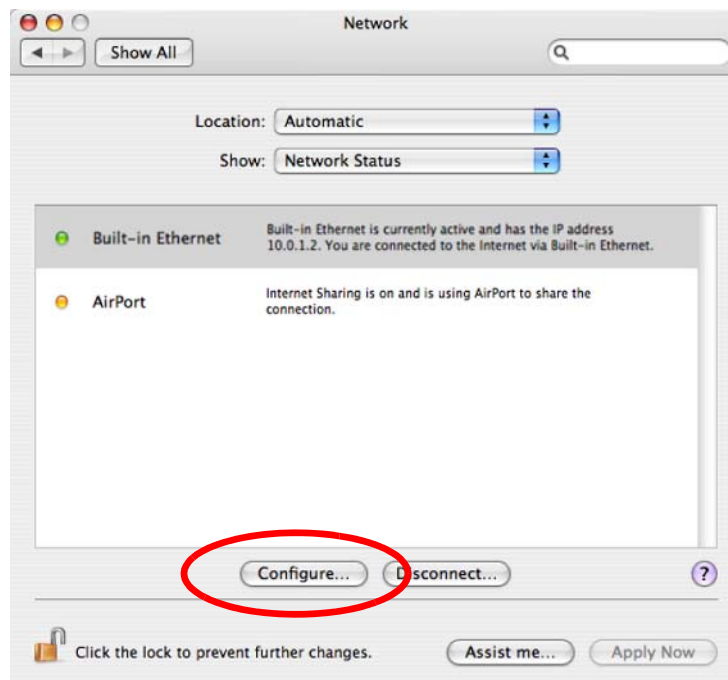 Network
Show All
Location: Automatic
Show: Network Status
Built-in Ethernet
Built-in Ethernet is currently active and has the IP address
10.0.1.2. You are connected to the Internet via Built-in Ethernet.
AirPort
Internet Sharing is on and is using AirPort to share the
connection.
Configure... Disconnect... ?
Click the lock to prevent further changes. Assist me... Apply Now